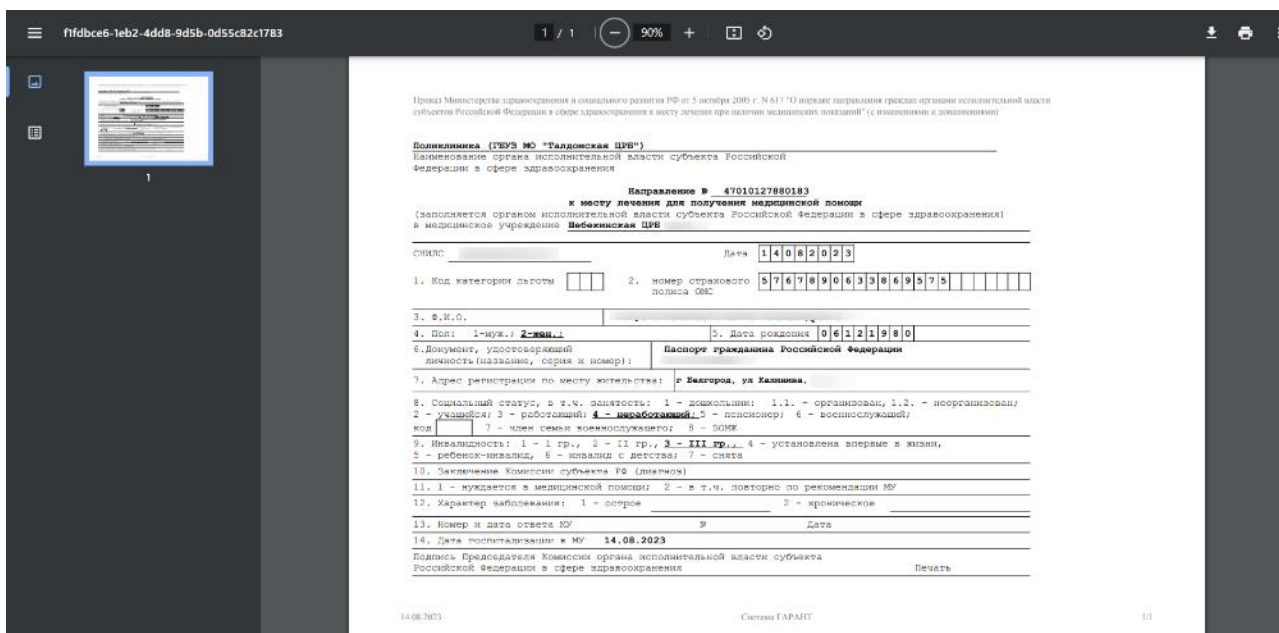 f1fdbce6-1eb2-4dd8-9d5b-0d55c82c1783
1 / 1
90%
1
Приказ Министерства здравоохранения и социального развития РФ от 5 октября 2005 г. N 617 "О порядке направления граждан органами исполнительной власти
субъектов Российской Федерации в сфере здравоохранения к месту лечения при наличии медицинских показаний" (с изменениями и дополнениями)
Поликлиника (ГБУЗ МО "Талдомская ЦРБ")
Наименование органа исполнительной власти субъекта Российской
Федерации в сфере здравоохранения
Направление № 47010127880183
к месту лечения для получения медицинской помощи
(заполняется органом исполнительной власти субъекта Российской Федерации в сфере здравоохранения)
в медицинское учреждение Шебекинская ЦРБ
СНИЛС Дата 14082023
1. Код категории льготы 2. номер страхового 5767890633869575
полиса ОМС
3. Ф.И.О.
4. Пол: 1-муж.; 2-жен.; 5. Дата рождения 06121980
6.Документ, удостоверяющий Паспорт гражданина Российской Федерации
личность(название, серия и номер):
7. Адрес регистрации по месту жительства: г Белгород, ул Калинина,
8. Социальный статус, в т.ч. занятость: 1 - дошкольник: 1.1. - организован, 1.2. - неорганизован;
2 - учащийся; 3 - работающий; 4 - неработающий; 5 - пенсионер; 6 - военнослужащий;
код 7 - член семьи военнослужащего; 8 - БОМЖ
9. Инвалидность: 1 - I гр., 2 - II гр., 3 - III гр., 4 - установлена впервые в жизни,
5 - ребенок-инвалид, 6 - инвалид с детства; 7 - снята
10. Заключение Комиссии субъекта РФ (диагноз)
11. 1 - нуждается в медицинской помощи; 2 - в т.ч. повторно по рекомендации МУ
12. Характер заболевания: 1 - острое 2 - хроническое
13. Номер и дата ответа МУ № Дата
14. Дата госпитализации в МУ 14.08.2023
Подпись Председателя Комиссии органа исполнительной власти субъекта
Российской Федерации в сфере здравоохранения Печать
14.08.2023 Система ГАРАНТ 1/1